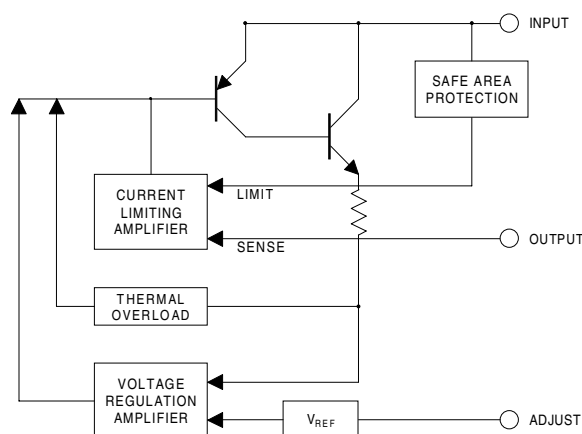 INPUT
SAFE AREA
PROTECTION
CURRENT
LIMITING
AMPLIFIER
LIMIT
SENSE
OUTPUT
THERMAL
OVERLOAD
VOLTAGE
REGULATION
AMPLIFIER
VREF
ADJUST